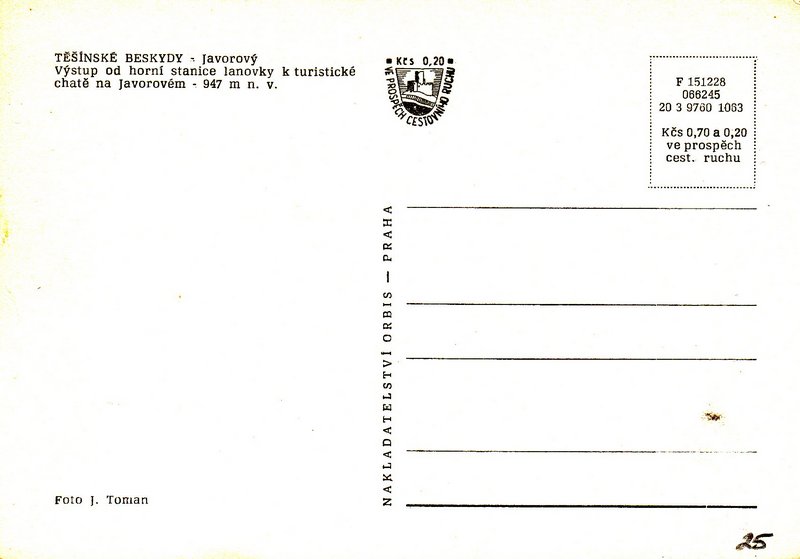 TĚŠÍNSKÉ BESKYDY - Javorový
Výstup od horní stanice lanovky k turistické
chatě na Javorovém - 947 m n. v.
Kčs 0,20
VE PROSPĚCH CESTOVNÍHO RUCHU
F 151228
066245
20 3 9760 1063
Kčs 0,70 a 0,20
ve prospěch
cest. ruchu
NAKLADATELSTVÍ ORBIS — PRAHA
Foto J. Toman
25